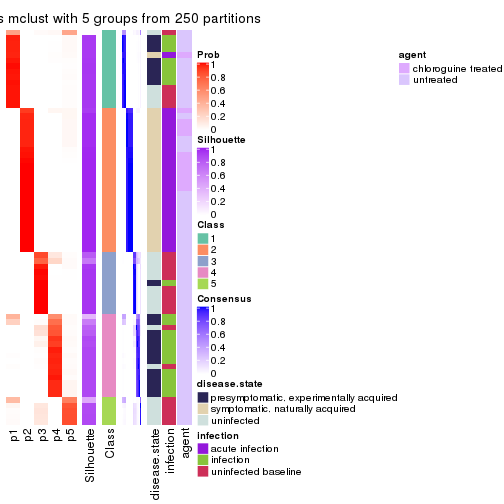 s mclust with 5 groups from 250 partitions
Prob
1
0.8
0.6
0.4
0.2
0
Silhouette
1
0.8
0.6
0.4
0.2
0
Class
1
2
3
4
5
Consensus
1
0.8
0.6
0.4
0.2
0
disease.state
presymptomatic. experimentally acquired
symptomatic. naturally acquired
uninfected
infection
acute infection
infection
uninfected baseline
agent
chloroguine treated
untreated
p1
p2
p3
p4
p5
Silhouette
Class
disease.state
infection
agent